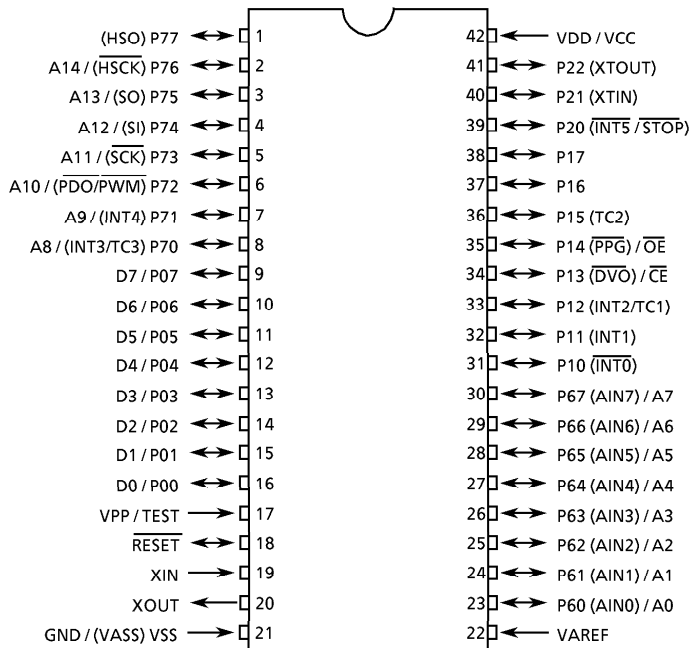 (HSO) P77 1 42 VDD / VCC
A14 / (HSCK) P76 2 41 P22 (XTOUT)
A13 / (SO) P75 3 40 P21 (XTIN)
A12 / (SI) P74 4 39 P20 (INT5 / STOP)
A11 / (SCK) P73 5 38 P17
A10 / (PDO/PWM) P72 6 37 P16
A9 / (INT4) P71 7 36 P15 (TC2)
A8 / (INT3/TC3) P70 8 35 P14 (PPG) / OE
D7 / P07 9 34 P13 (DVO) / CE
D6 / P06 10 33 P12 (INT2/TC1)
D5 / P05 11 32 P11 (INT1)
D4 / P04 12 31 P10 (INT0)
D3 / P03 13 30 P67 (AIN7) / A7
D2 / P02 14 29 P66 (AIN6) / A6
D1 / P01 15 28 P65 (AIN5) / A5
D0 / P00 16 27 P64 (AIN4) / A4
VPP / TEST 17 26 P63 (AIN3) / A3
RESET 18 25 P62 (AIN2) / A2
XIN 19 24 P61 (AIN1) / A1
XOUT 20 23 P60 (AIN0) / A0
GND / (VASS) VSS 21 22 VAREF